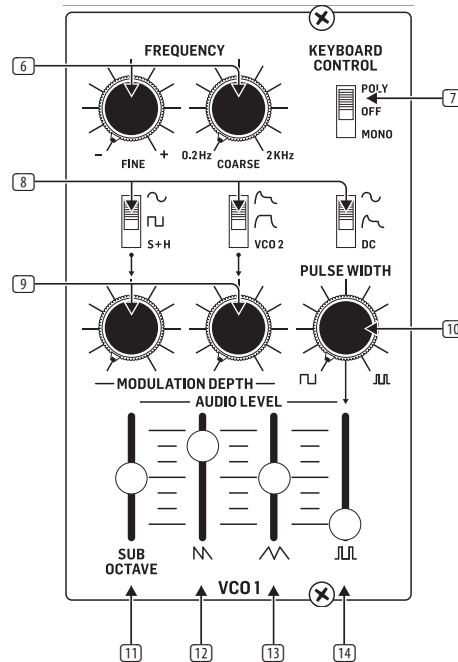 FREQUENCY
KEYBOARD
CONTROL
6
POLY
7
OFF
MONO
- FINE +
0.2Hz COARSE 2KHz
8
S+H
VCO 2
DC
9
PULSE WIDTH
10
MODULATION DEPTH
AUDIO LEVEL
SUB
OCTAVE
VCO 1
11 12 13 14